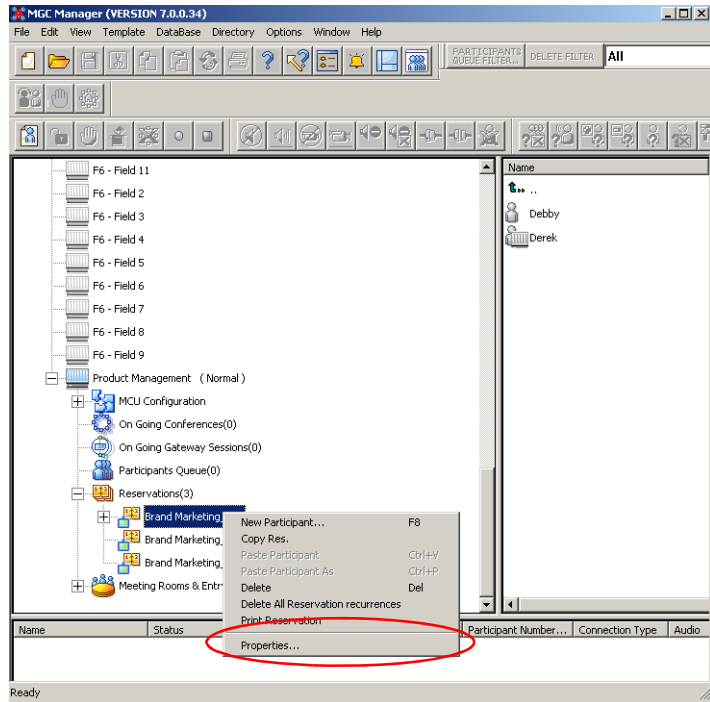 MGC Manager (VERSION 7.0.0.34)
File Edit View Template DataBase Directory Options Window Help
PARTICIPANTS QUEUE FILTER... DELETE FILTER All
F6 - Field 11
F6 - Field 2
F6 - Field 3
F6 - Field 4
F6 - Field 5
F6 - Field 6
F6 - Field 7
F6 - Field 8
F6 - Field 9
Product Management ( Normal )
MCU Configuration
On Going Conferences(0)
On Going Gateway Sessions(0)
Participants Queue(0)
Reservations(3)
Brand Marketing_
Brand Marketing_
Brand Marketing_
Meeting Rooms & Entr
Name
..
Debby
Derek
New Participant... F8
Copy Res.
Paste Participant Ctrl+V
Paste Participant As Ctrl+P
Delete Del
Delete All Reservation recurrences
Print Reservation
Properties...
Name Status Participant Number... Connection Type Audio
Ready